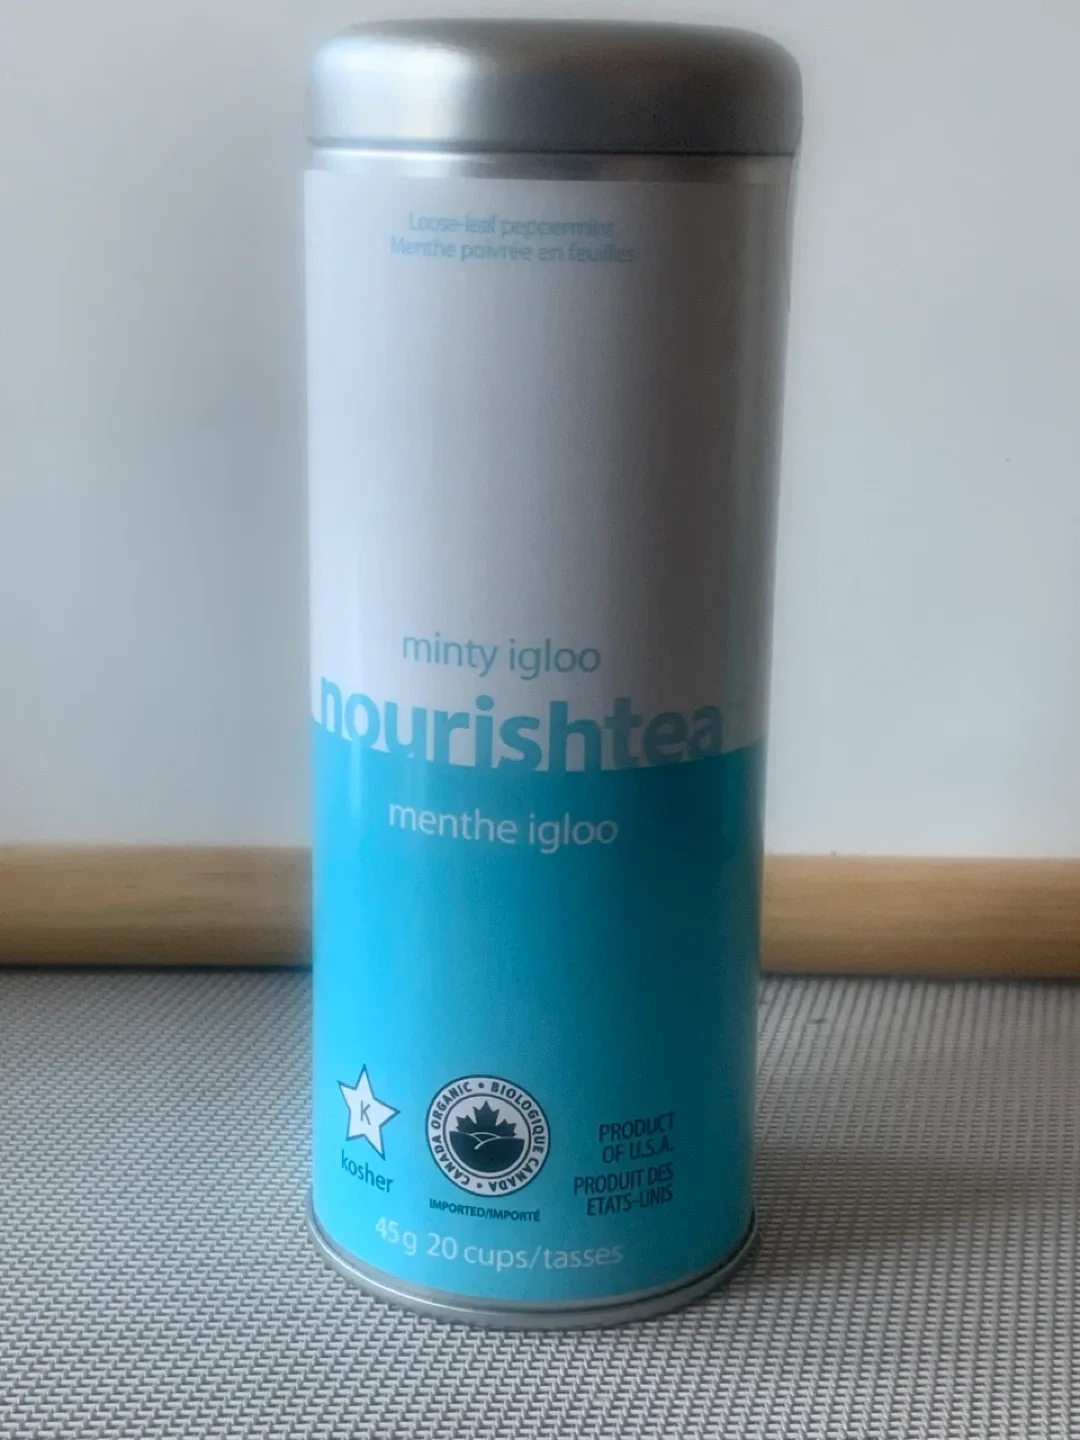 Loose-leaf peppermint
Menthe poivrée en feuilles
minty igloo
nourishtea
menthe igloo
K
kosher
CANADA ORGANIC • BIOLOGIQUE CANADA •
IMPORTED/IMPORTÉ
PRODUCT
OF U.S.A.
PRODUIT DES
ETATS-UNIS
45g 20 cups/tasses